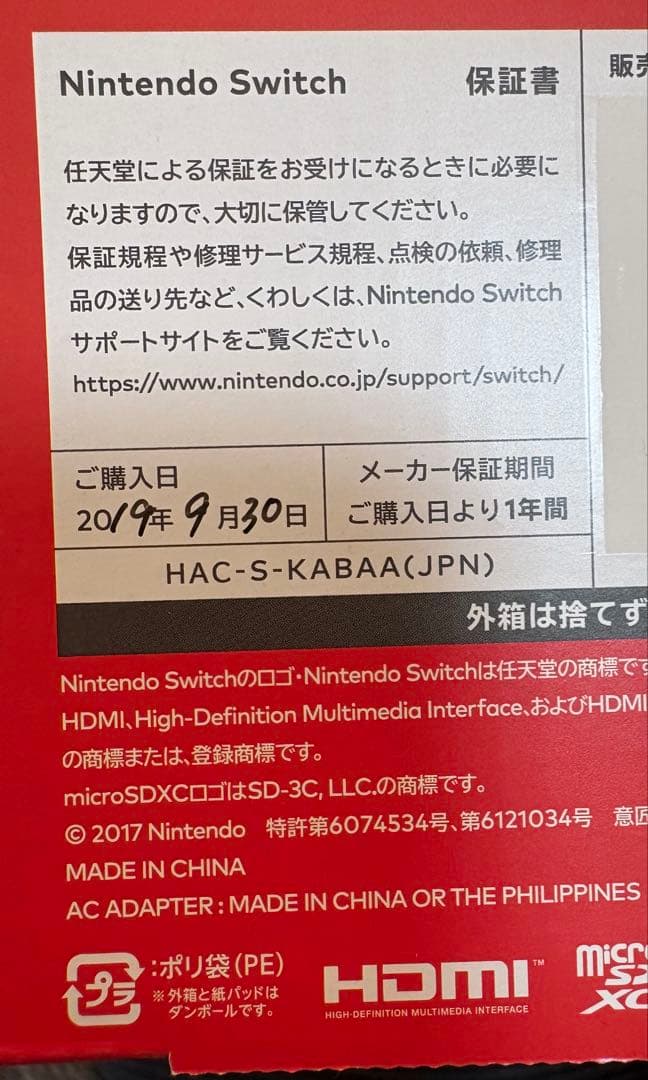 Nintendo Switch 保証書
販売
任天堂による保証をお受けになるときに必要に
なりますので、大切に保管してください。
保証規程や修理サービス規程、点検の依頼、修理
品の送り先など、くわしくは、Nintendo Switch
サポートサイトをご覧ください。
https://www.nintendo.co.jp/support/switch/
ご購入日
2019年 9月30日
メーカー保証期間
ご購入日より1年間
HAC-S-KABAA(JPN)
外箱は捨てず
Nintendo Switchのロゴ・Nintendo Switchは任天堂の商標です
HDMI、High-Definition Multimedia Interface、およびHDMI
の商標または、登録商標です。
microSDXCロゴはSD-3C, LLC.の商標です。
© 2017 Nintendo 特許第6074534号、第6121034号 意匠
MADE IN CHINA
AC ADAPTER : MADE IN CHINA OR THE PHILIPPINES
プラ
:ポリ袋(PE)
※外箱と紙パッドは
ダンボールです。
HDMI™
HIGH-DEFINITION MULTIMEDIA INTERFACE
micro
SD
XC